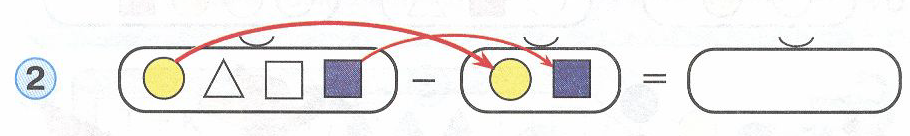 2 − =